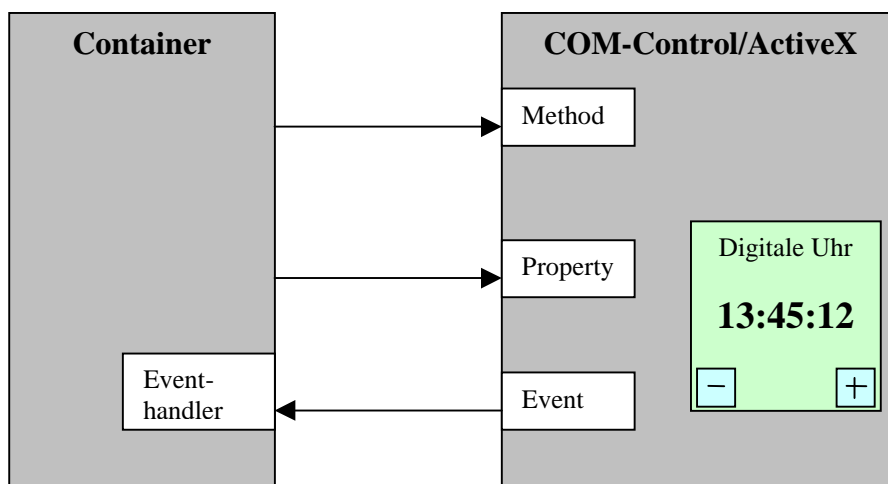 Container
COM-Control/ActiveX
Method
Property
Digitale Uhr
13:45:12
− +
Event-
handler
Event